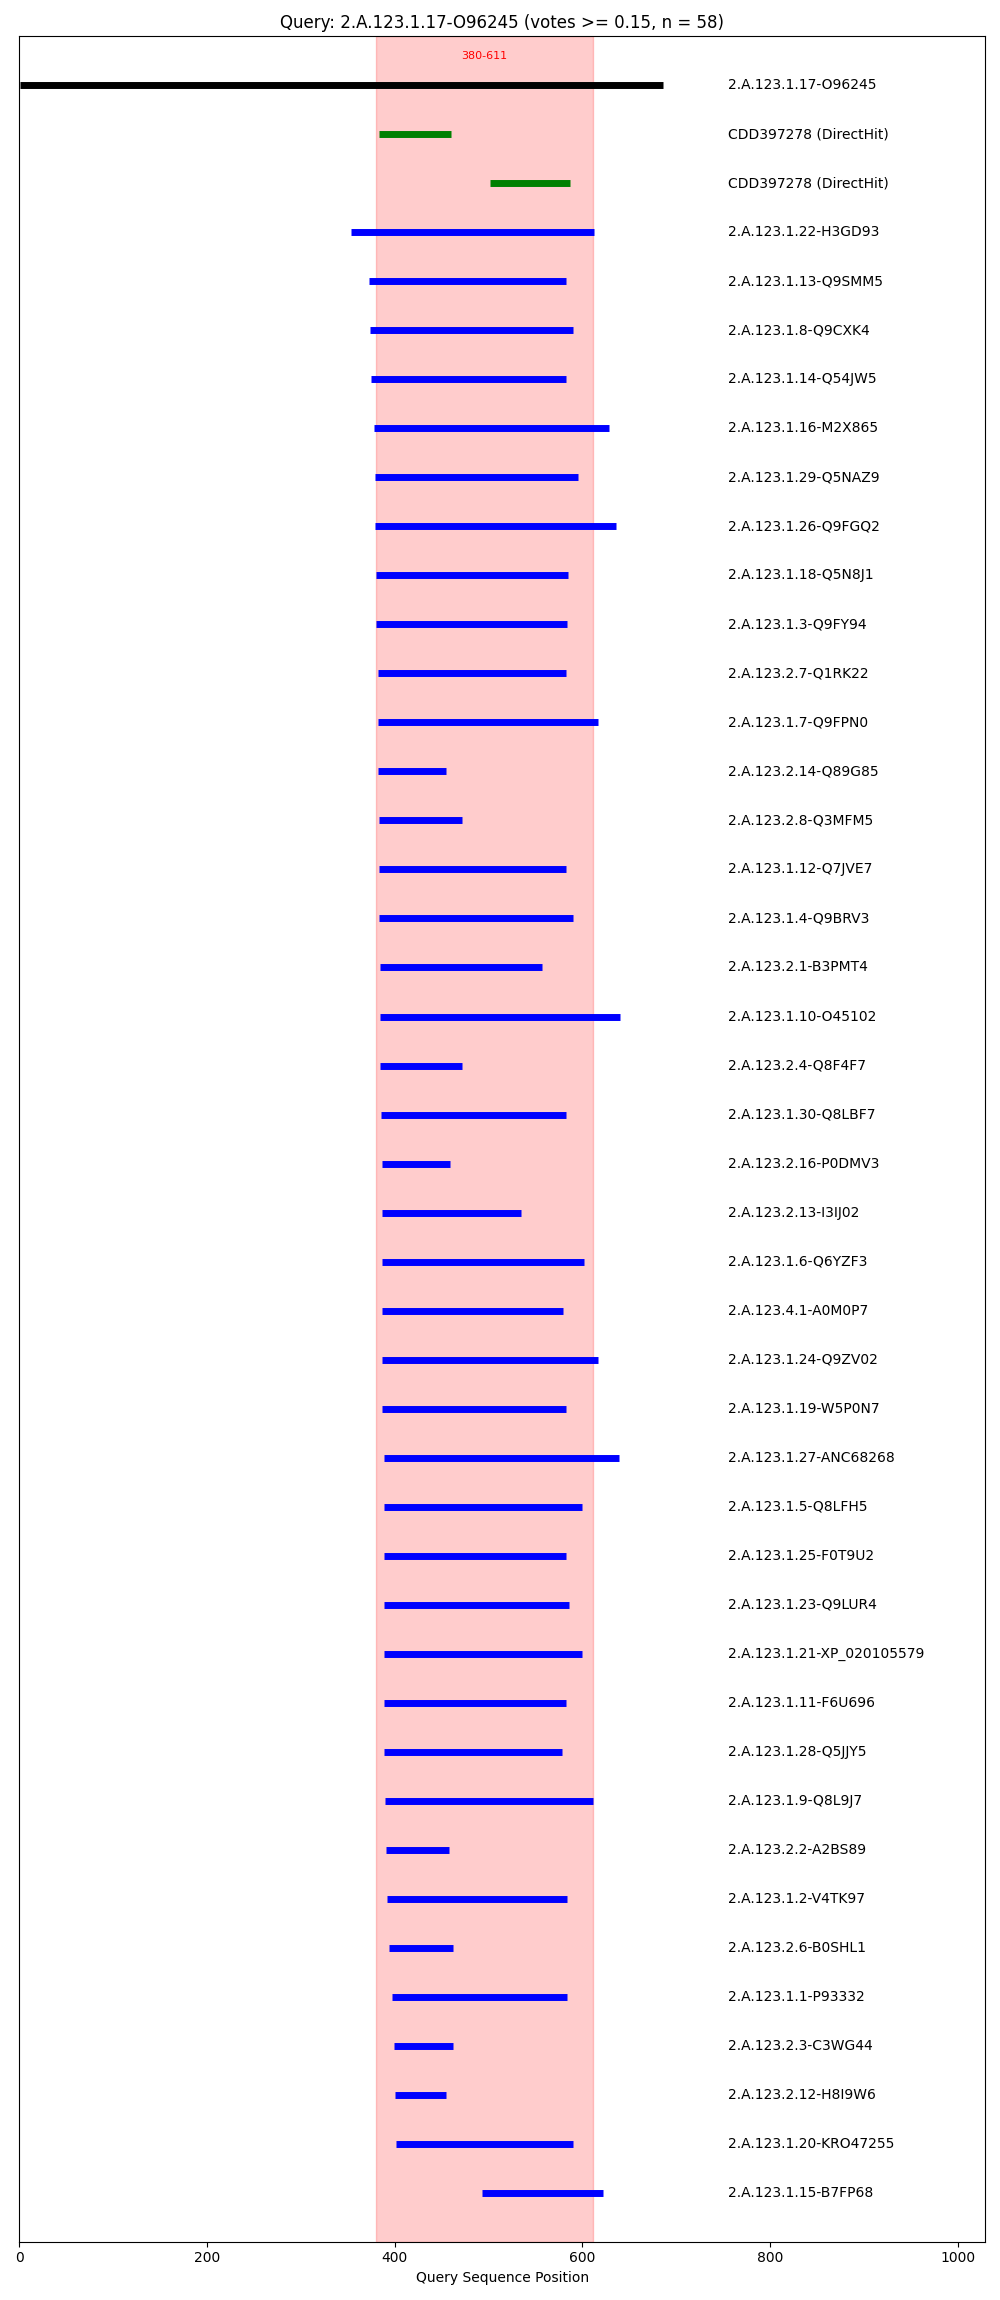 Query: 2.A.123.1.17-O96245 (votes >= 0.15, n = 58)
380-611
2.A.123.1.17-O96245
CDD397278 (DirectHit)
CDD397278 (DirectHit)
2.A.123.1.22-H3GD93
2.A.123.1.13-Q9SMM5
2.A.123.1.8-Q9CXK4
2.A.123.1.14-Q54JW5
2.A.123.1.16-M2X865
2.A.123.1.29-Q5NAZ9
2.A.123.1.26-Q9FGQ2
2.A.123.1.18-Q5N8J1
2.A.123.1.3-Q9FY94
2.A.123.2.7-Q1RK22
2.A.123.1.7-Q9FPN0
2.A.123.2.14-Q89G85
2.A.123.2.8-Q3MFM5
2.A.123.1.12-Q7JVE7
2.A.123.1.4-Q9BRV3
2.A.123.2.1-B3PMT4
2.A.123.1.10-O45102
2.A.123.2.4-Q8F4F7
2.A.123.1.30-Q8LBF7
2.A.123.2.16-P0DMV3
2.A.123.2.13-I3IJ02
2.A.123.1.6-Q6YZF3
2.A.123.4.1-A0M0P7
2.A.123.1.24-Q9ZV02
2.A.123.1.19-W5P0N7
2.A.123.1.27-ANC68268
2.A.123.1.5-Q8LFH5
2.A.123.1.25-F0T9U2
2.A.123.1.23-Q9LUR4
2.A.123.1.21-XP_020105579
2.A.123.1.11-F6U696
2.A.123.1.28-Q5JJY5
2.A.123.1.9-Q8L9J7
2.A.123.2.2-A2BS89
2.A.123.1.2-V4TK97
2.A.123.2.6-B0SHL1
2.A.123.1.1-P93332
2.A.123.2.3-C3WG44
2.A.123.2.12-H8I9W6
2.A.123.1.20-KRO47255
2.A.123.1.15-B7FP68
0 200 400 600 800 1000
Query Sequence Position